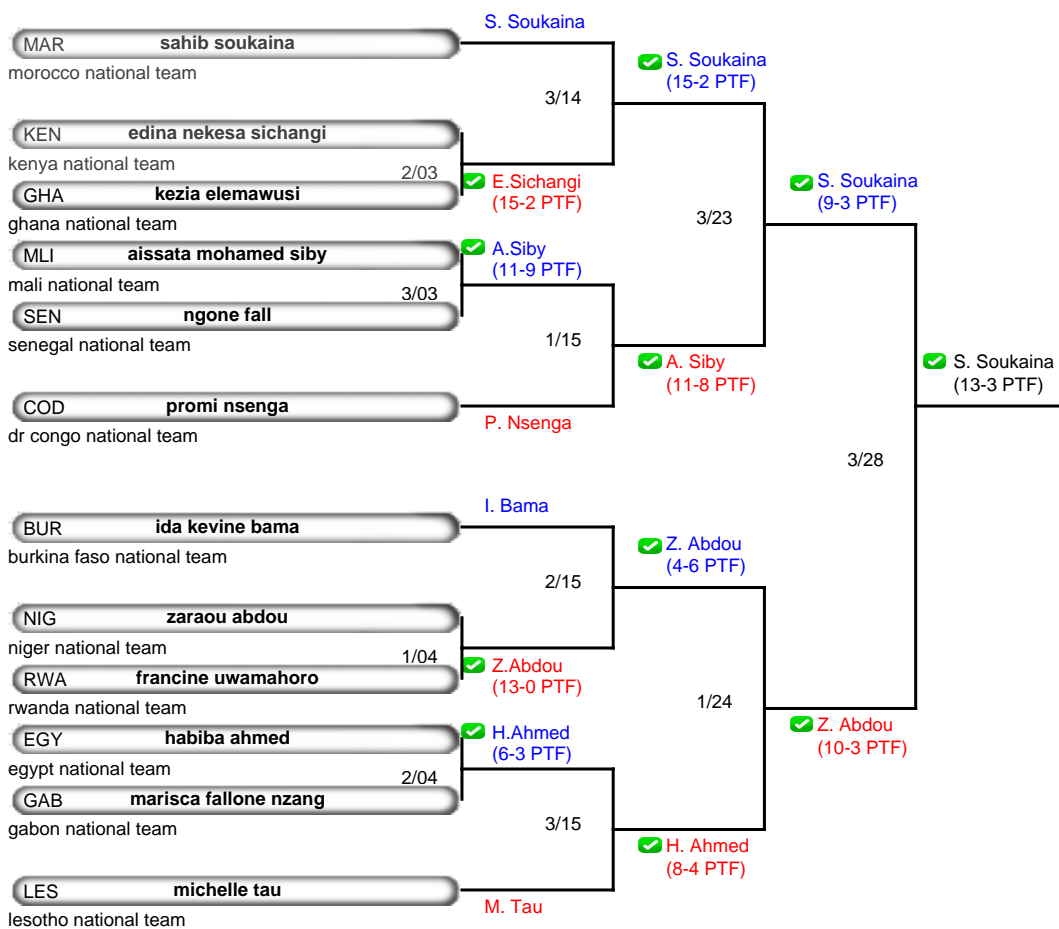 S. Soukaina
MAR sahib soukaina
morocco national team
S. Soukaina
(15-2 PTF)
3/14
KEN edina nekesa sichangi
kenya national team
2/03
E.Sichangi
(15-2 PTF)
GHA kezia elemawusi
ghana national team
S. Soukaina
(9-3 PTF)
3/23
MLI aissata mohamed siby
mali national team
A.Siby
(11-9 PTF)
3/03
SEN ngone fall
senegal national team
1/15
A. Siby
(11-8 PTF)
S. Soukaina
(13-3 PTF)
COD promi nsenga
dr congo national team
P. Nsenga
3/28
I. Bama
BUR ida kevine bama
burkina faso national team
Z. Abdou
(4-6 PTF)
2/15
NIG zaraou abdou
niger national team
1/04
Z.Abdou
(13-0 PTF)
RWA francine uwamahoro
rwanda national team
1/24
Z. Abdou
(10-3 PTF)
EGY habiba ahmed
egypt national team
H.Ahmed
(6-3 PTF)
2/04
GAB marisca fallone nzang
gabon national team
3/15
H. Ahmed
(8-4 PTF)
LES michelle tau
lesotho national team
M. Tau